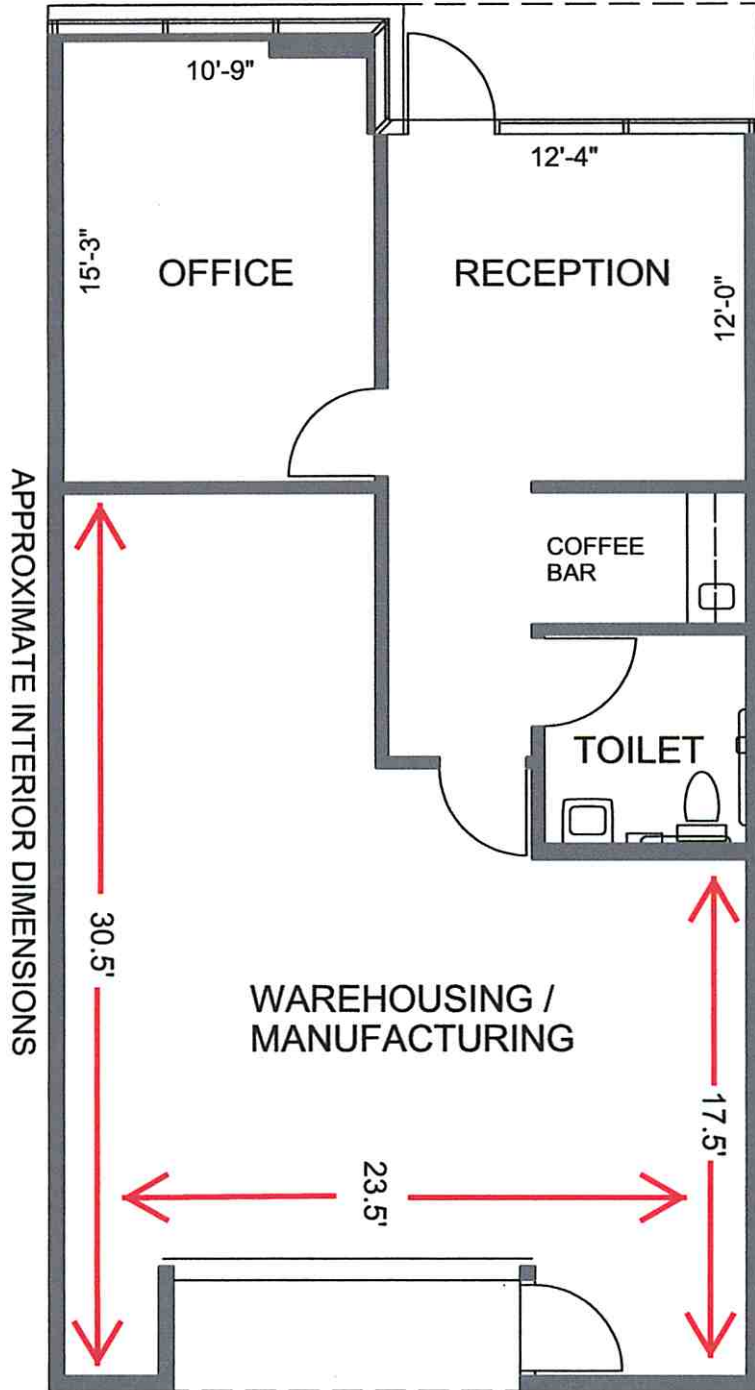 10'-9"
12'-4"
15'-3"
OFFICE
RECEPTION
12'-0"
COFFEE
BAR
TOILET
APPROXIMATE INTERIOR DIMENSIONS
30.5'
WAREHOUSING /
MANUFACTURING
17.5'
23.5'